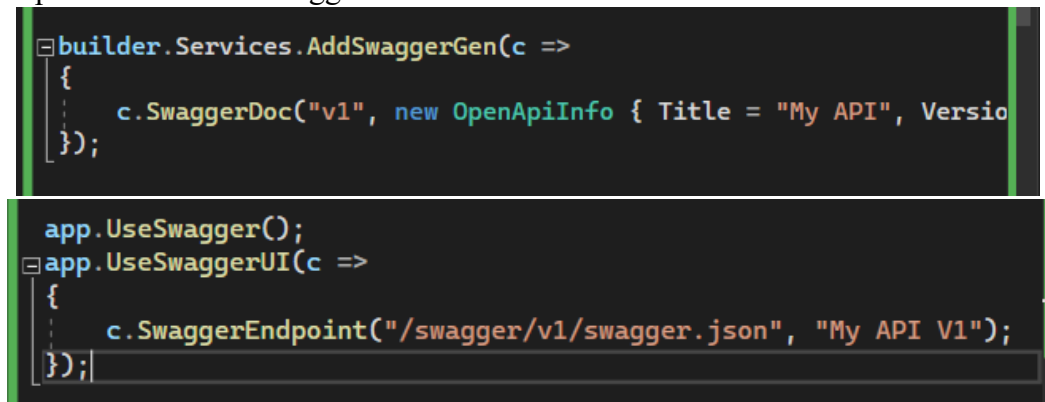 builder.Services.AddSwaggerGen(c =>
{
c.SwaggerDoc("v1", new OpenApiInfo { Title = "My API", Versio
});
app.UseSwagger();
app.UseSwaggerUI(c =>
{
c.SwaggerEndpoint("/swagger/v1/swagger.json", "My API V1");
});